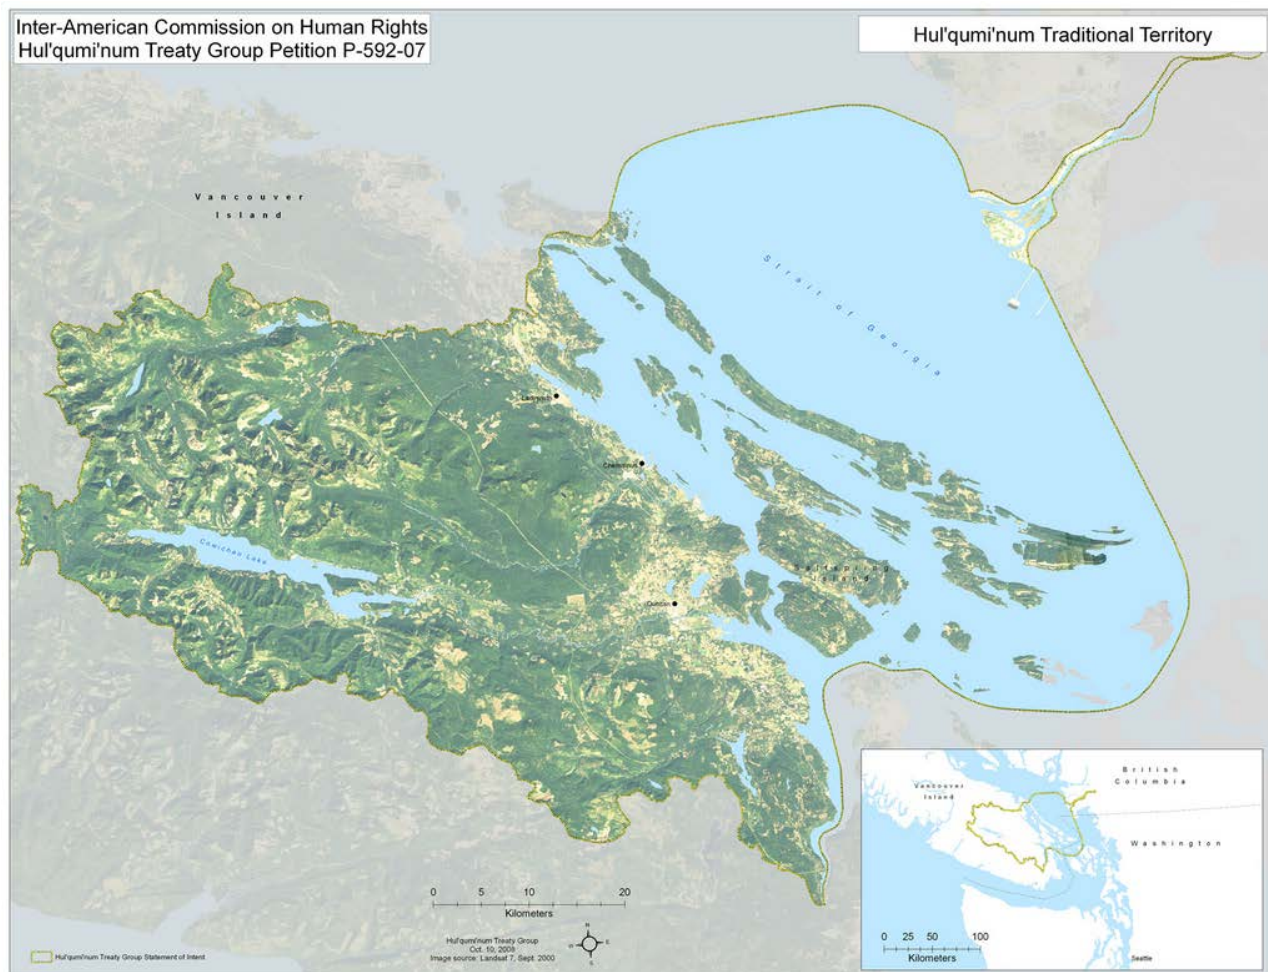 Inter-American Commission on Human Rights
Hul'qumi'num Treaty Group Petition P-592-07
Hul'qumi'num Traditional Territory
Vancouver
Island
Strait of Georgia
Ladysmith
Chemainus
Cowichan Lake
Saltspring
Island
Duncan
British
Columbia
Vancouver
Island
Washington
0 5 10 20
Kilometers
N
W E
S
Hul'qumi'num Treaty Group
Oct. 10, 2008
Image source: Landsat 7, Sept. 2000
0 25 50 100
Kilometers
Seattle
Hul'qumi'num Treaty Group Statement of Intent